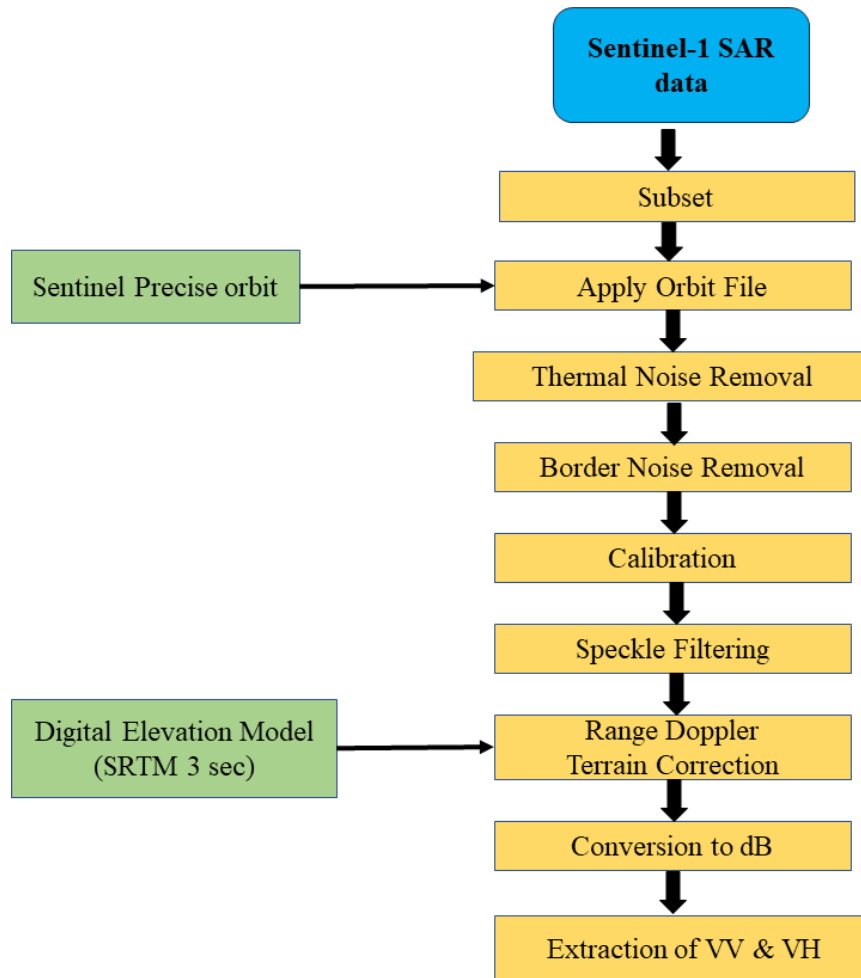 Sentinel-1 SAR
data
Subset
Sentinel Precise orbit
Apply Orbit File
Thermal Noise Removal
Border Noise Removal
Calibration
Speckle Filtering
Digital Elevation Model
(SRTM 3 sec)
Range Doppler
Terrain Correction
Conversion to dB
Extraction of VV & VH